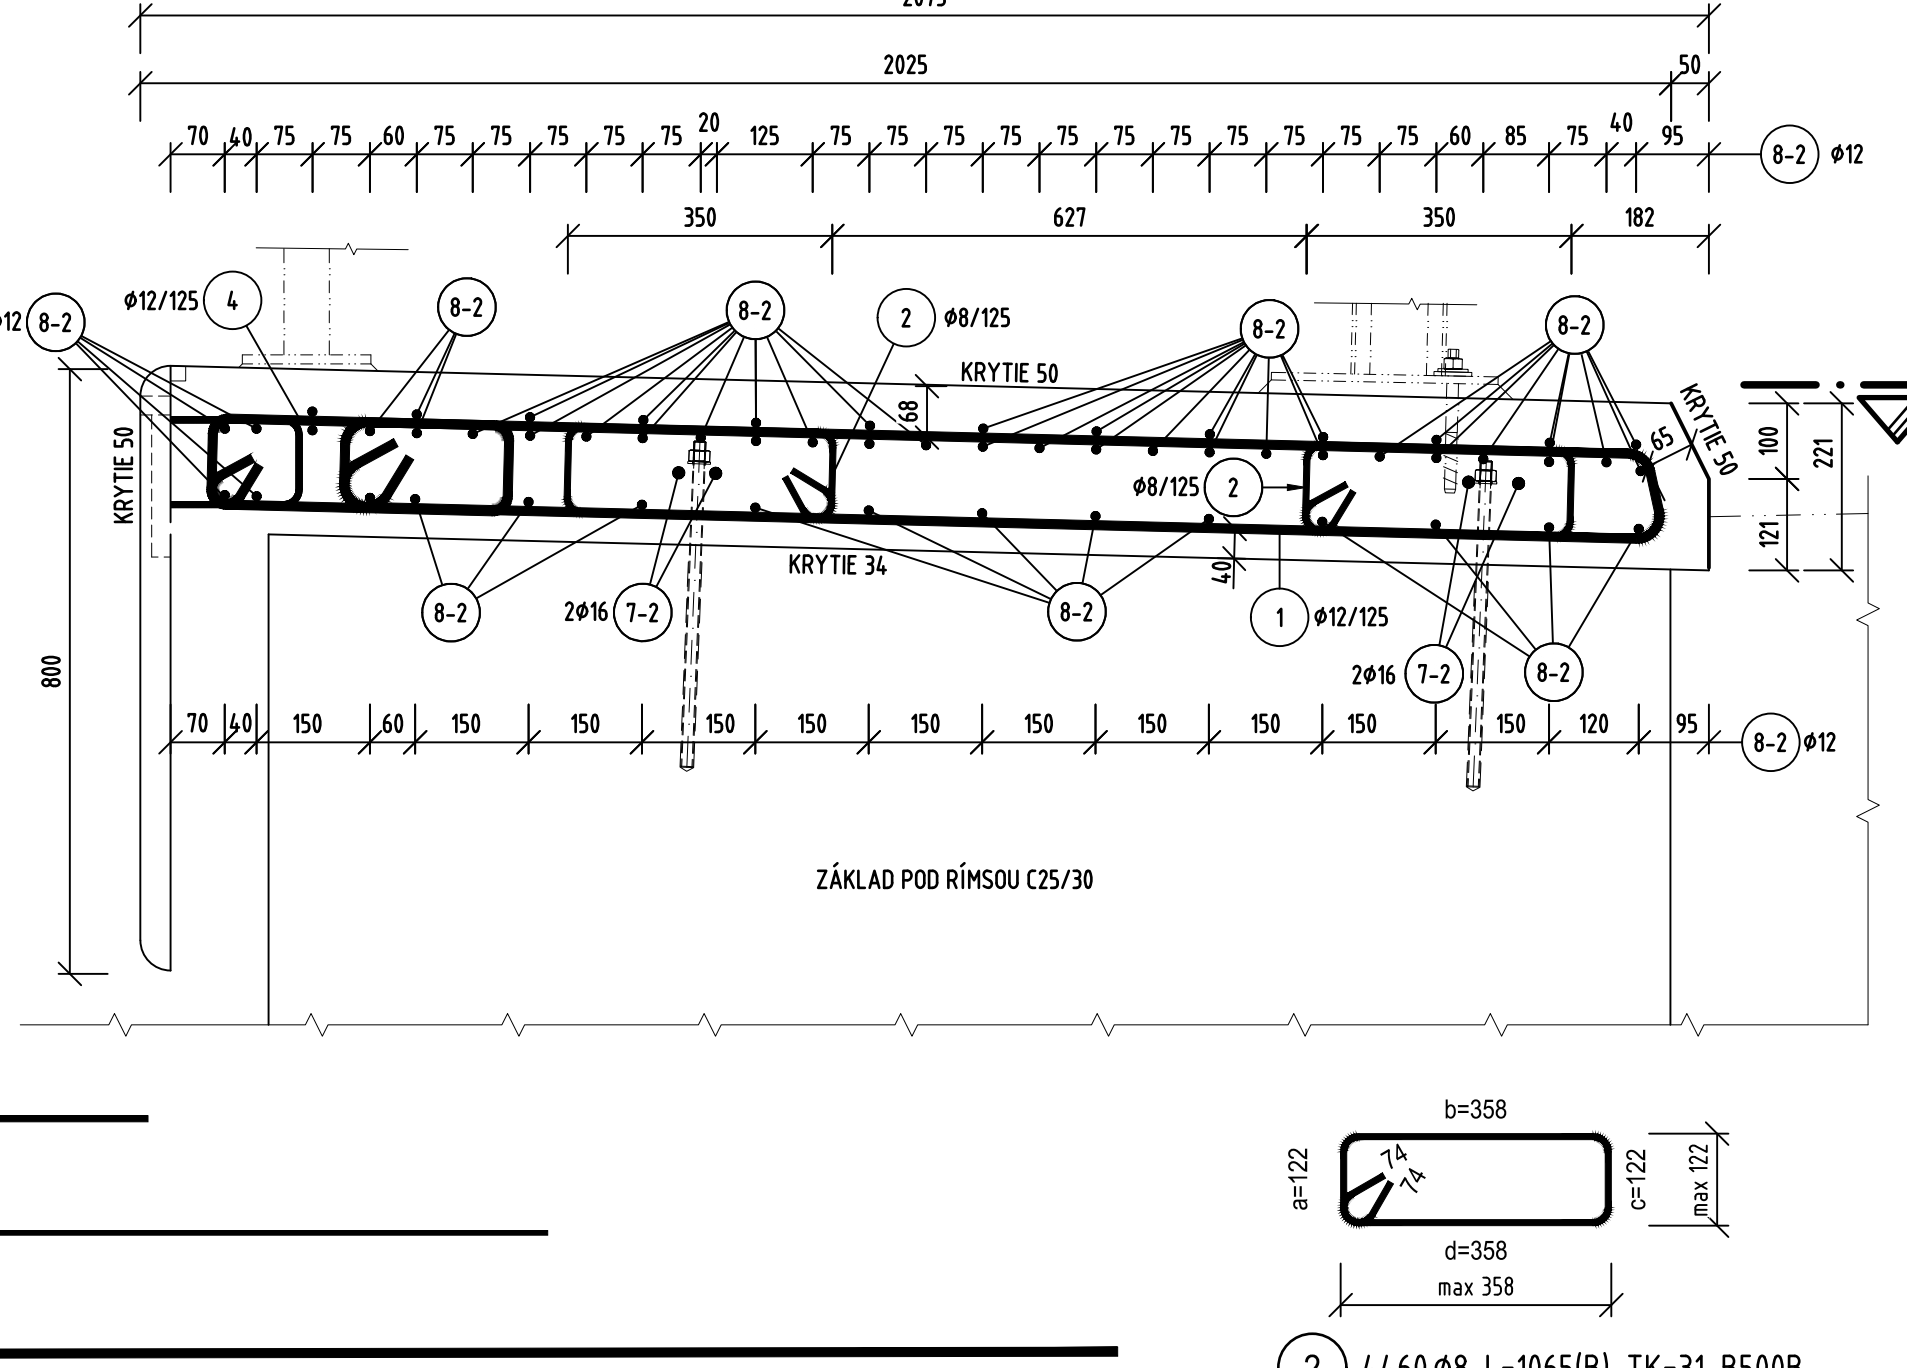 2025 50
70 40 75 75 60 75 75 75 75 75 20 125 75 75 75 75 75 75 75 75 75 75 75 60 85 75 40 95 8-2 ϕ12
350 627 350 182
8-2 ϕ12/125 4 8-2 8-2 2 ϕ8/125 8-2 8-2
KRYTIE 50
KRYTIE 50
68
65
KRYTIE 50
100
221
121
ϕ8/125 2
KRYTIE 34
40
8-2 2ϕ16 7-2 8-2 1 ϕ12/125
2ϕ16 7-2 8-2
800
70 40 150 60 150 150 150 150 150 150 150 150 150 150 120 95 8-2 ϕ12
ZÁKLAD POD RÍMSOU C25/30
b=358
a=122
74
74
c=122
max 122
d=358
max 358